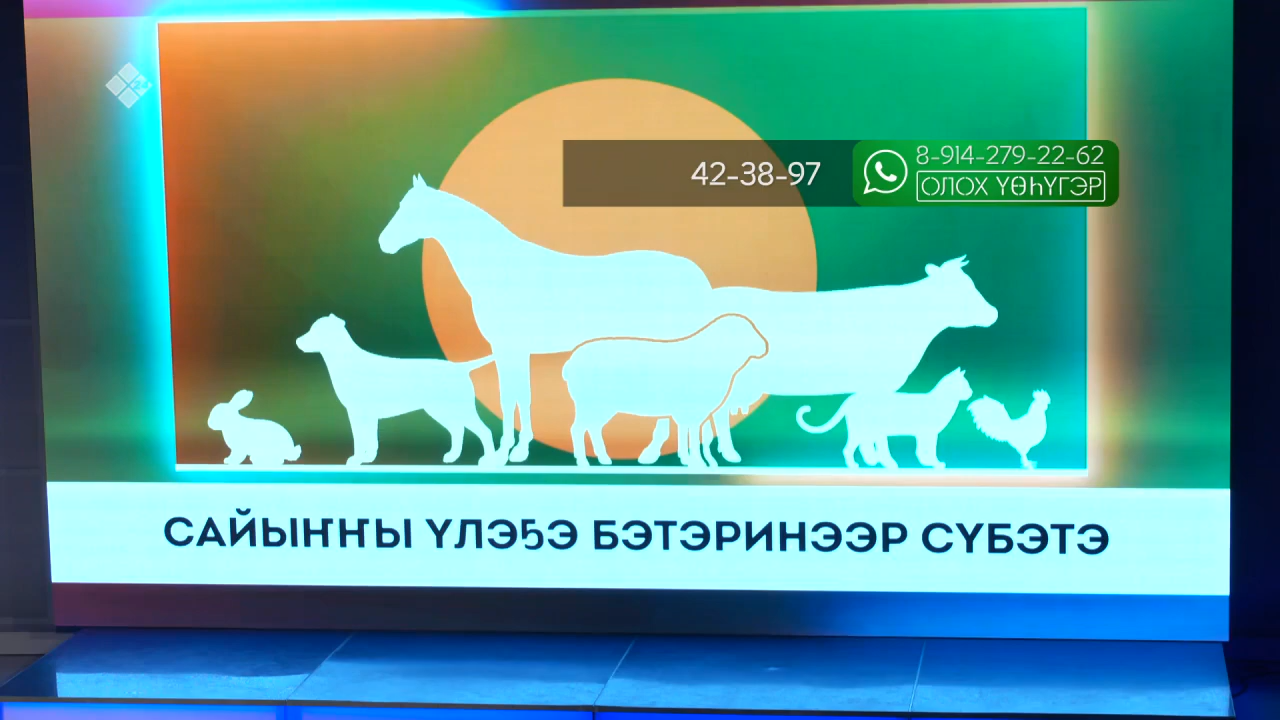 42-38-97
8-914-279-22-62
ОЛОХ ҮӨҺҮГЭР
САЙЫҤҤЫ ҮЛЭҔЭ БЭТЭРИНЭЭР СҮБЭТЭ